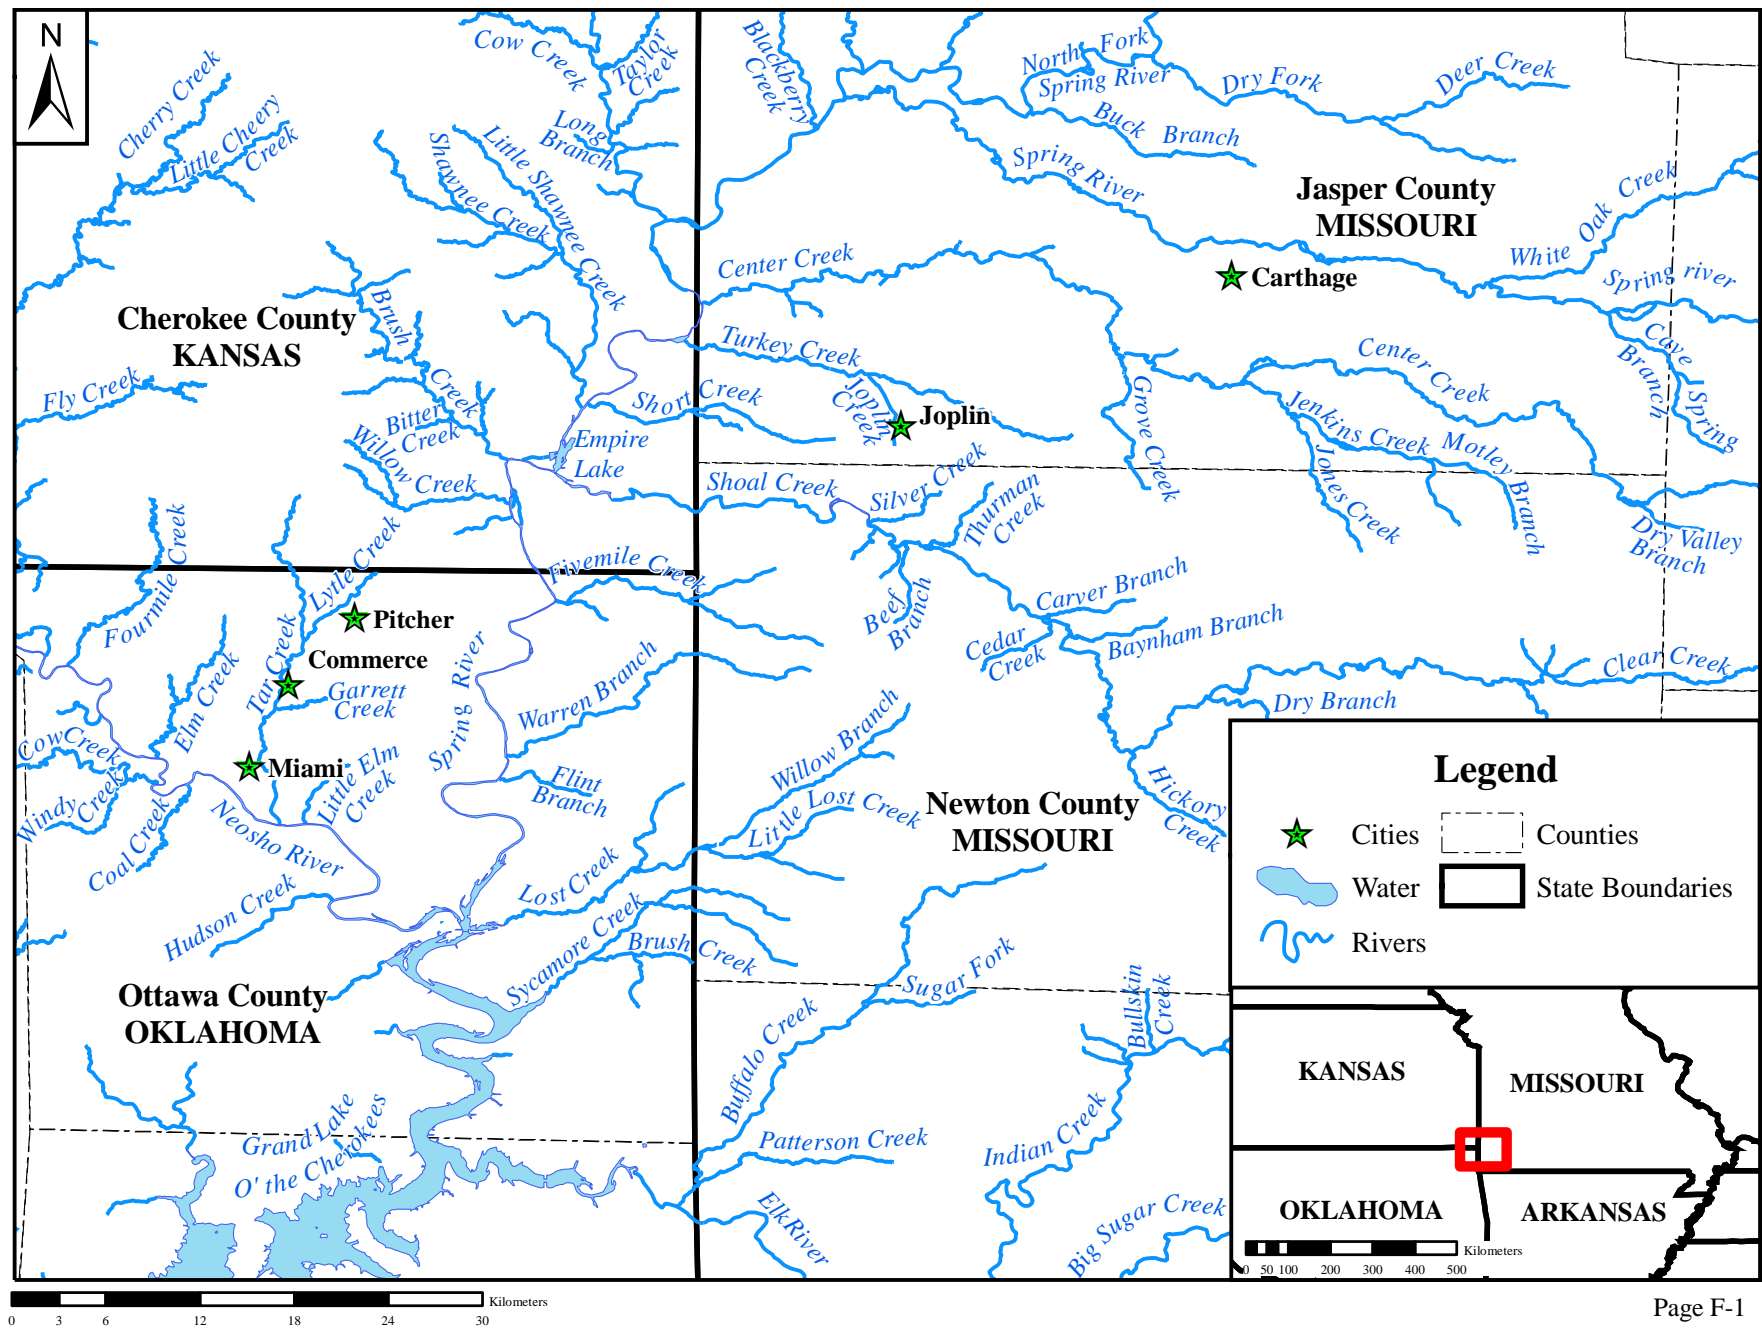 N
Cherry Creek
Little Cheery
Creek
Cow Creek
Taylor
Creek
Long
Branch
Shawnee Creek
Little Shawnee Creek
Blackberry
Creek
North Fork
Spring River
Dry Fork
Deer Creek
Buck Branch
Spring River
Jasper County
MISSOURI
White Oak Creek
Spring river
Carthage
Center Creek
Cherokee County
KANSAS
Brush
Creek
Fly Creek
Bitter
Creek
Willow Creek
Turkey Creek
Short Creek
Joplin
Creek
Joplin
Empire
Lake
Grove Creek
Center Creek
Cave Spring
Branch
Jenkins Creek
Motley
Branch
Jones Creek
Dry Valley
Branch
Shoal Creek
Silver Creek
Thurman
Creek
Fourmile Creek
Lytle Creek
Fivemile Creek
Pitcher
Commerce
Tar Creek
Garrett
Creek
Elm Creek
Spring River
Warren Branch
Beef
Branch
Carver Branch
Cedar
Creek
Baynham Branch
Clear Creek
Dry Branch
Cow Creek
Windy
Creek
Miami
Little Elm
Creek
Flint
Branch
Coal Creek
Neosho River
Willow Branch
Little Lost Creek
Newton County
MISSOURI
Hickory
Creek
Hudson Creek
Lost Creek
Sycamore Creek
Brush Creek
Sugar Fork
Buffalo Creek
Bullskin
Creek
Ottawa County
OKLAHOMA
Grand Lake
O' the Cherokees
Patterson Creek
Indian Creek
Elk River
Big Sugar Creek
Legend
Cities
Counties
Water
State Boundaries
Rivers
KANSAS
MISSOURI
OKLAHOMA
ARKANSAS
Kilometers
0 50 100 200 300 400 500
Kilometers
0 3 6 12 18 24 30
Page F-1